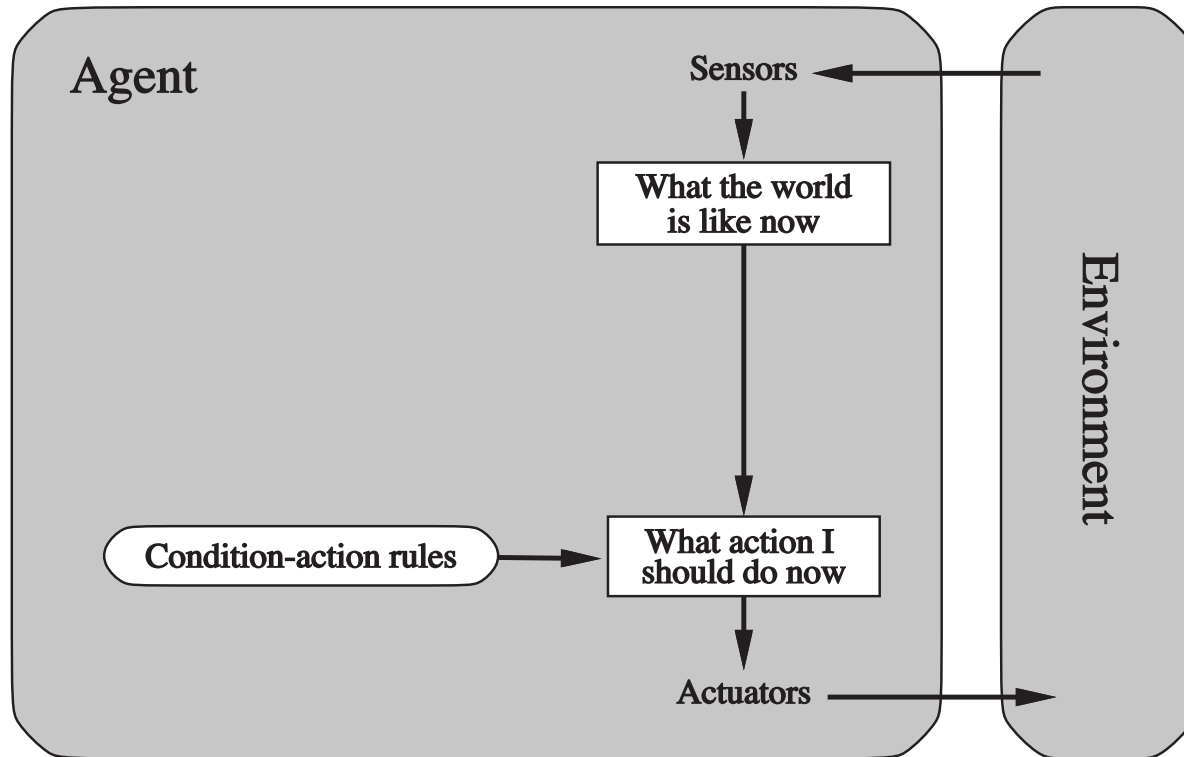 Agent
Sensors
What the world
is like now
Environment
Condition-action rules
What action I
should do now
Actuators